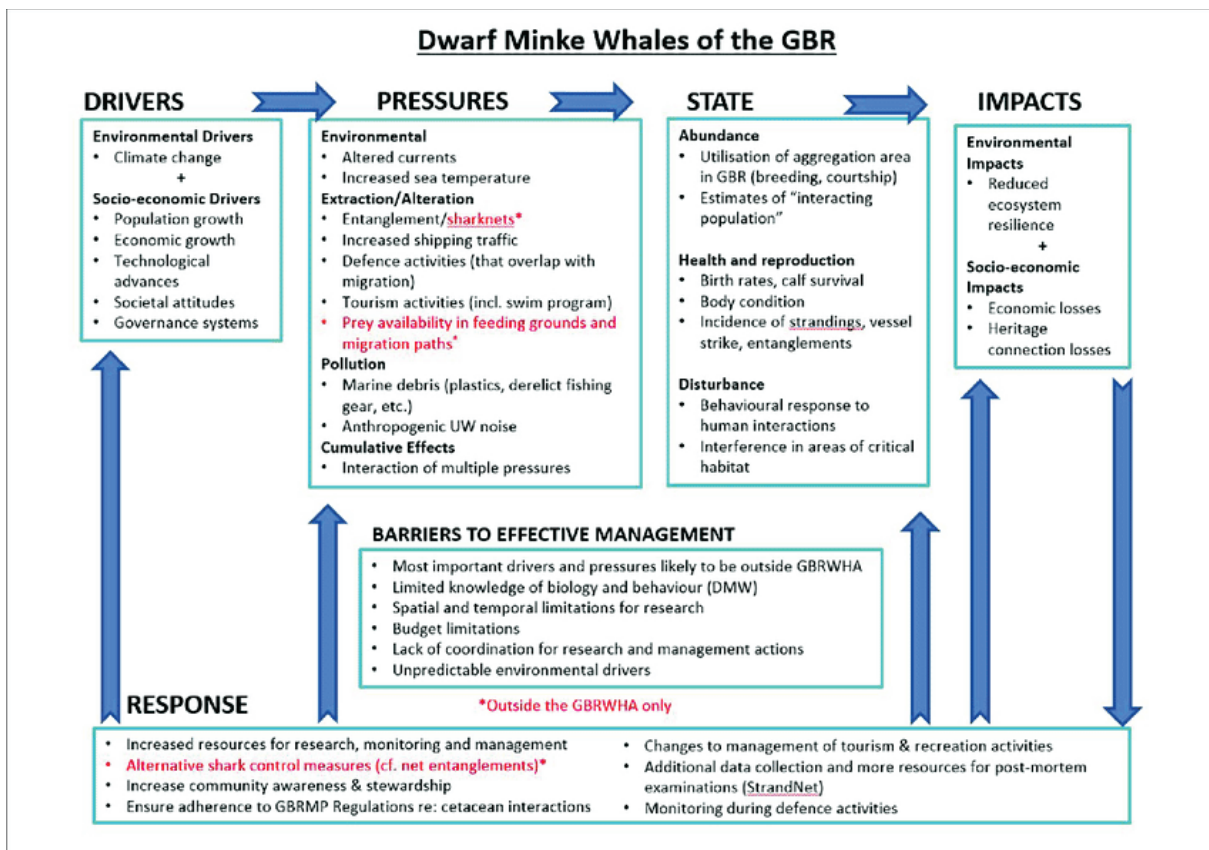 Dwarf Minke Whales of the GBR
DRIVERS
Environmental Drivers
• Climate change
+
Socio-economic Drivers
• Population growth
• Economic growth
• Technological
advances
• Societal attitudes
• Governance systems
PRESSURES
Environmental
• Altered currents
• Increased sea temperature
Extraction/Alteration
• Entanglement/sharknets*
• Increased shipping traffic
• Defence activities (that overlap with
migration)
• Tourism activities (incl. swim program)
• Prey availability in feeding grounds and
migration paths*
Pollution
• Marine debris (plastics, derelict fishing
gear, etc.)
• Anthropogenic UW noise
Cumulative Effects
• Interaction of multiple pressures
STATE
Abundance
• Utilisation of aggregation area
in GBR (breeding, courtship)
• Estimates of “interacting
population”
Health and reproduction
• Birth rates, calf survival
• Body condition
• Incidence of strandings, vessel
strike, entanglements
Disturbance
• Behavioural response to
human interactions
• Interference in areas of critical
habitat
IMPACTS
Environmental
Impacts
• Reduced
ecosystem
resilience
+
Socio-economic
Impacts
• Economic losses
• Heritage
connection losses
BARRIERS TO EFFECTIVE MANAGEMENT
• Most important drivers and pressures likely to be outside GBRWHA
• Limited knowledge of biology and behaviour (DMW)
• Spatial and temporal limitations for research
• Budget limitations
• Lack of coordination for research and management actions
• Unpredictable environmental drivers
*Outside the GBRWHA only
RESPONSE
• Increased resources for research, monitoring and management
• Alternative shark control measures (cf. net entanglements)*
• Increase community awareness & stewardship
• Ensure adherence to GBRMP Regulations re: cetacean interactions
• Changes to management of tourism & recreation activities
• Additional data collection and more resources for post-mortem
examinations (StrandNet)
• Monitoring during defence activities